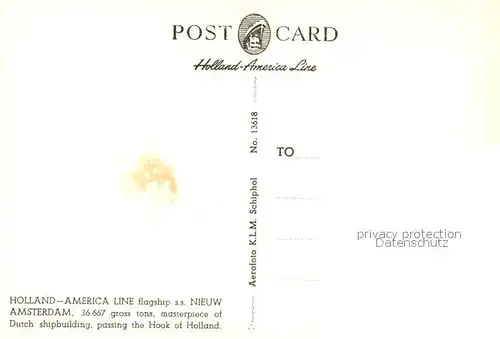 POST CARD
Holland-America Line
No. 13618
TO
Aerofoto K.L.M. Schiphol
privacy protection
Datenschutz
HOLLAND—AMERICA LINE flagship s.s. NIEUW
AMSTERDAM, 36.667 gross tons, masterpiece of
Dutch shipbuilding, passing the Hook of Holland.